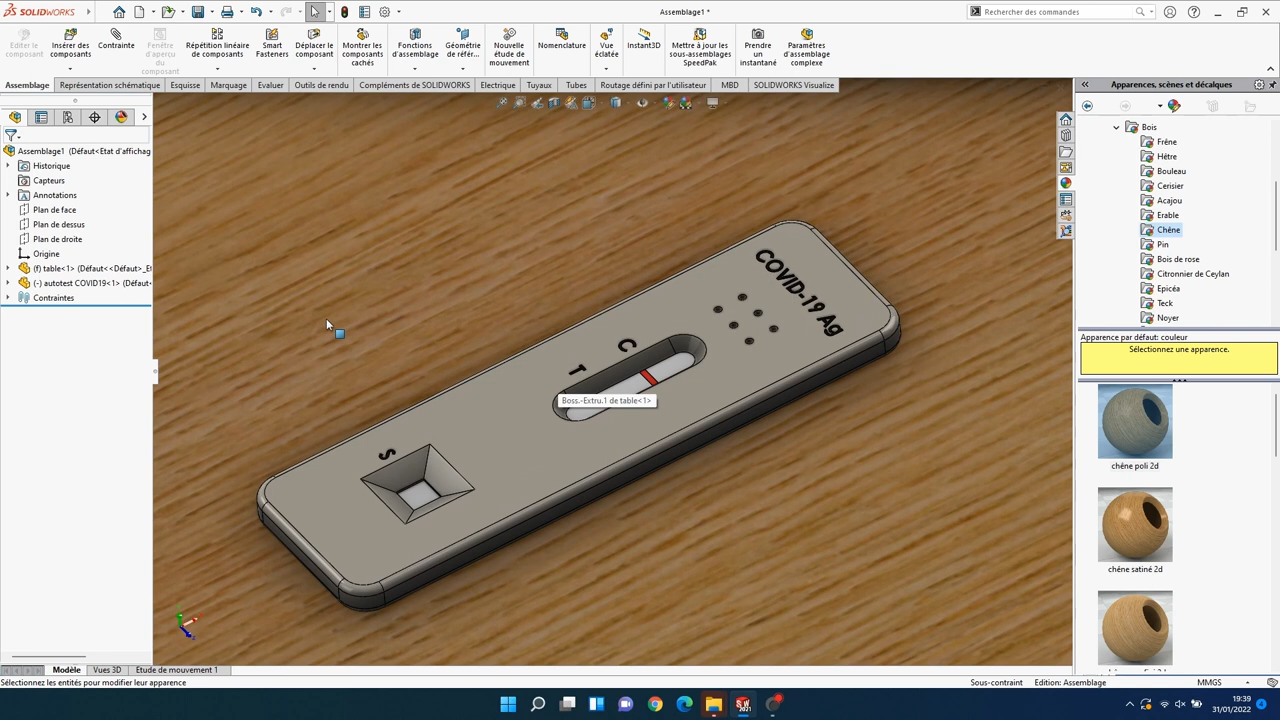 SOLIDWORKS
Assemblage1 *
Rechercher des commandes
Editer le composant
Insérer des composants
Contrainte
Fenêtre d'aperçu du composant
Répétition linéaire de composants
Smart Fasteners
Déplacer le composant
Montrer les composants cachés
Fonctions d'assemblage
Géométrie de référ...
Nouvelle étude de mouvement
Nomenclature
Vue éclatée
Instant3D
Mettre à jour les sous-assemblages SpeedPak
Prendre un instantané
Paramètres d'assemblage complexe
Assemblage
Représentation schématique
Esquisse
Marquage
Evaluer
Outils de rendu
Compléments de SOLIDWORKS
Electrique
Tuyaux
Tubes
Routage défini par l'utilisateur
MBD
SOLIDWORKS Visualize
Assemblage1 (Défaut<Etat d'affichag
Historique
Capteurs
Annotations
Plan de face
Plan de dessus
Plan de droite
Origine
(f) table<1> (Défaut<<Défaut>_Et
(-) autotest COVID19<1> (Défaut<
Contraintes
COVID-19 Ag
C
T
S
Boss.-Extru.1 de table<1>
Apparences, scènes et décalques
Bois
Frêne
Hêtre
Bouleau
Cerisier
Acajou
Erable
Chêne
Pin
Bois de rose
Citronnier de Ceylan
Epicéa
Teck
Noyer
Apparence par défaut: couleur
Sélectionnez une apparence.
chêne poli 2d
chêne satiné 2d
Modèle
Vues 3D
Etude de mouvement 1
Sélectionnez les entités pour modifier leur apparence
Sous-contraint
Edition: Assemblage
MMGS
SW
2021
19:39
31/01/2022